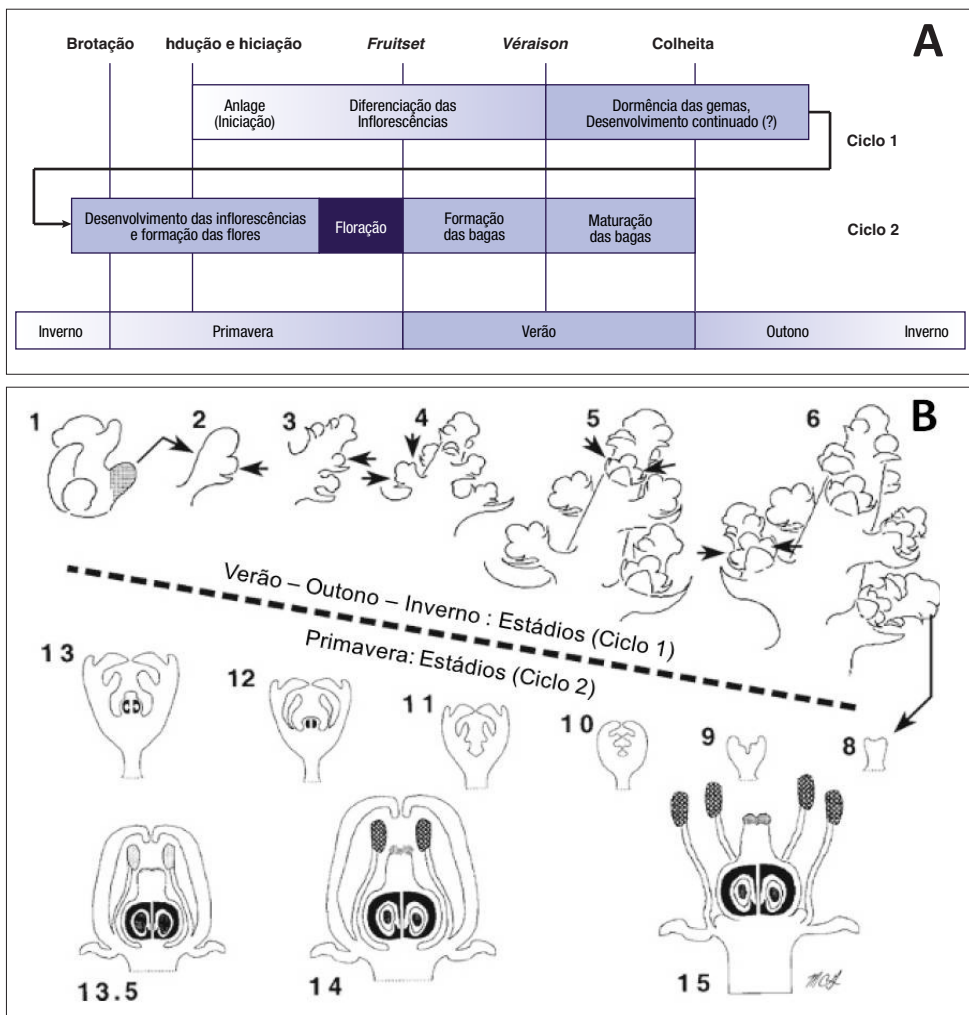 A
Brotação hdução e hiciação Fruitset Véraison Colheita
Anlage
(Iniciação)
Diferenciação das
Inflorescências
Dormência das gemas,
Desenvolvimento continuado (?)
Ciclo 1
Desenvolvimento das inflorescências
e formação das flores
Floração
Formação
das bagas
Maturação
das bagas
Ciclo 2
Inverno Primavera Verão Outono Inverno
B
1 2 3 4 5 6
Verão – Outono – Inverno : Estádios (Ciclo 1)
Primavera: Estádios (Ciclo 2)
13 12 11 10 9 8
13.5 14 15